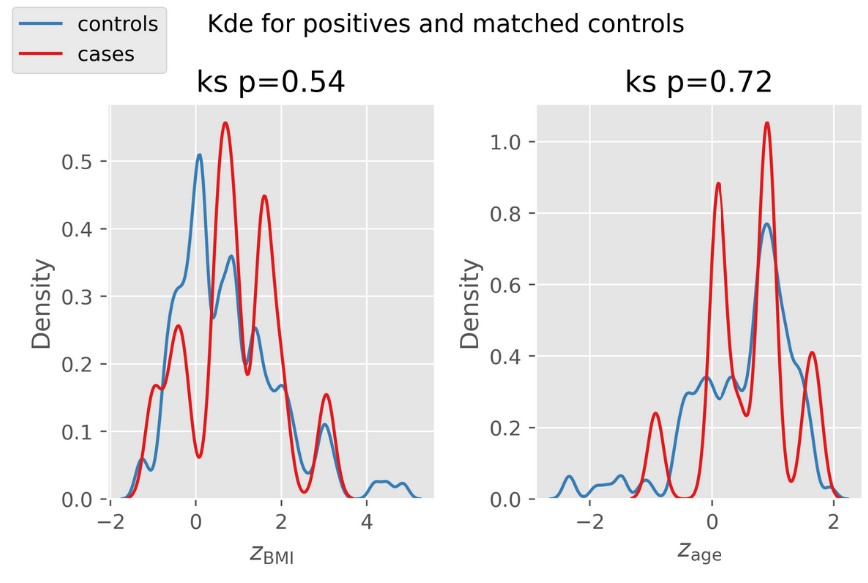 Kde for positives and matched controls
controls
cases
ks p=0.54
Density
0.5
0.4
0.3
0.2
0.1
0.0
−2 0 2 4
zBMI
ks p=0.72
Density
1.0
0.8
0.6
0.4
0.2
0.0
−2 0 2
zage